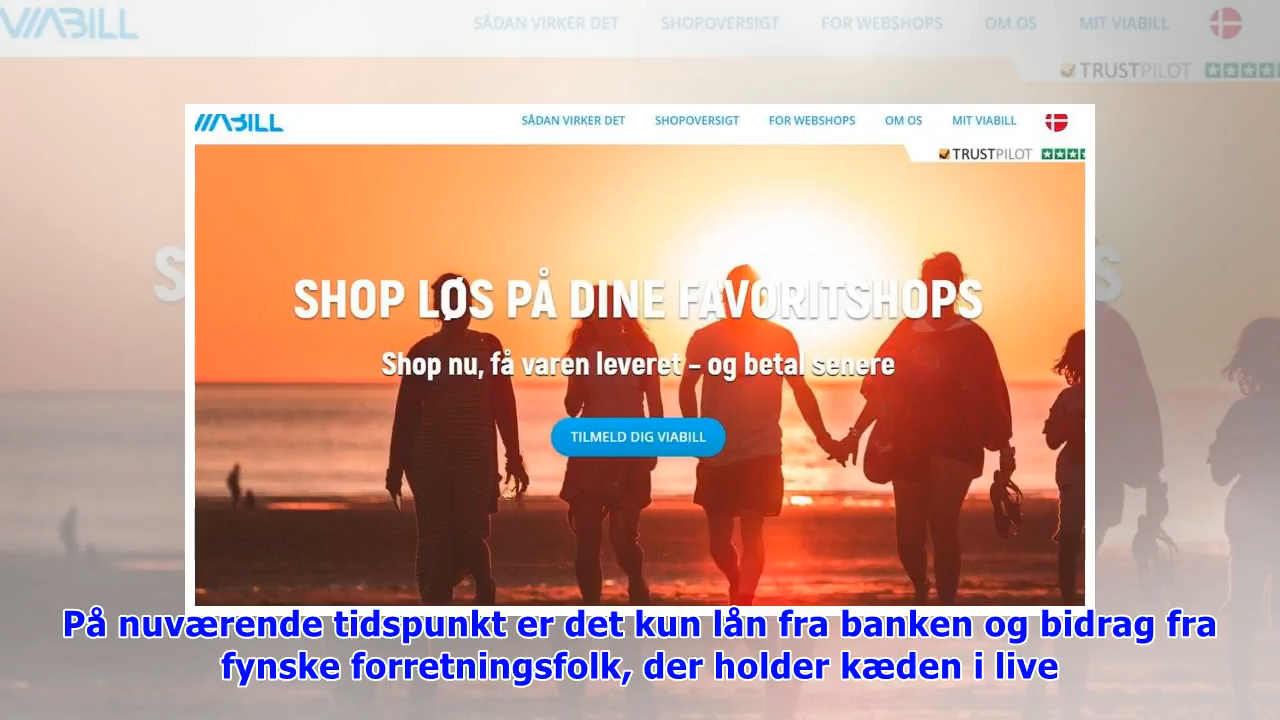 VIABILL SÅDAN VIRKER DET SHOPOVERSIGT FOR WEBSHOPS OM OS MIT VIABILL
TRUSTPILOT
VIABILL SÅDAN VIRKER DET SHOPOVERSIGT FOR WEBSHOPS OM OS MIT VIABILL
TRUSTPILOT
S
SHOP LØS PÅ DINE FAVORITSHOPS
S
Shop nu, få varen leveret – og betal senere
TILMELD DIG VIABILL
På nuværende tidspunkt er det kun lån fra banken og bidrag fra
fynske forretningsfolk, der holder kæden i live